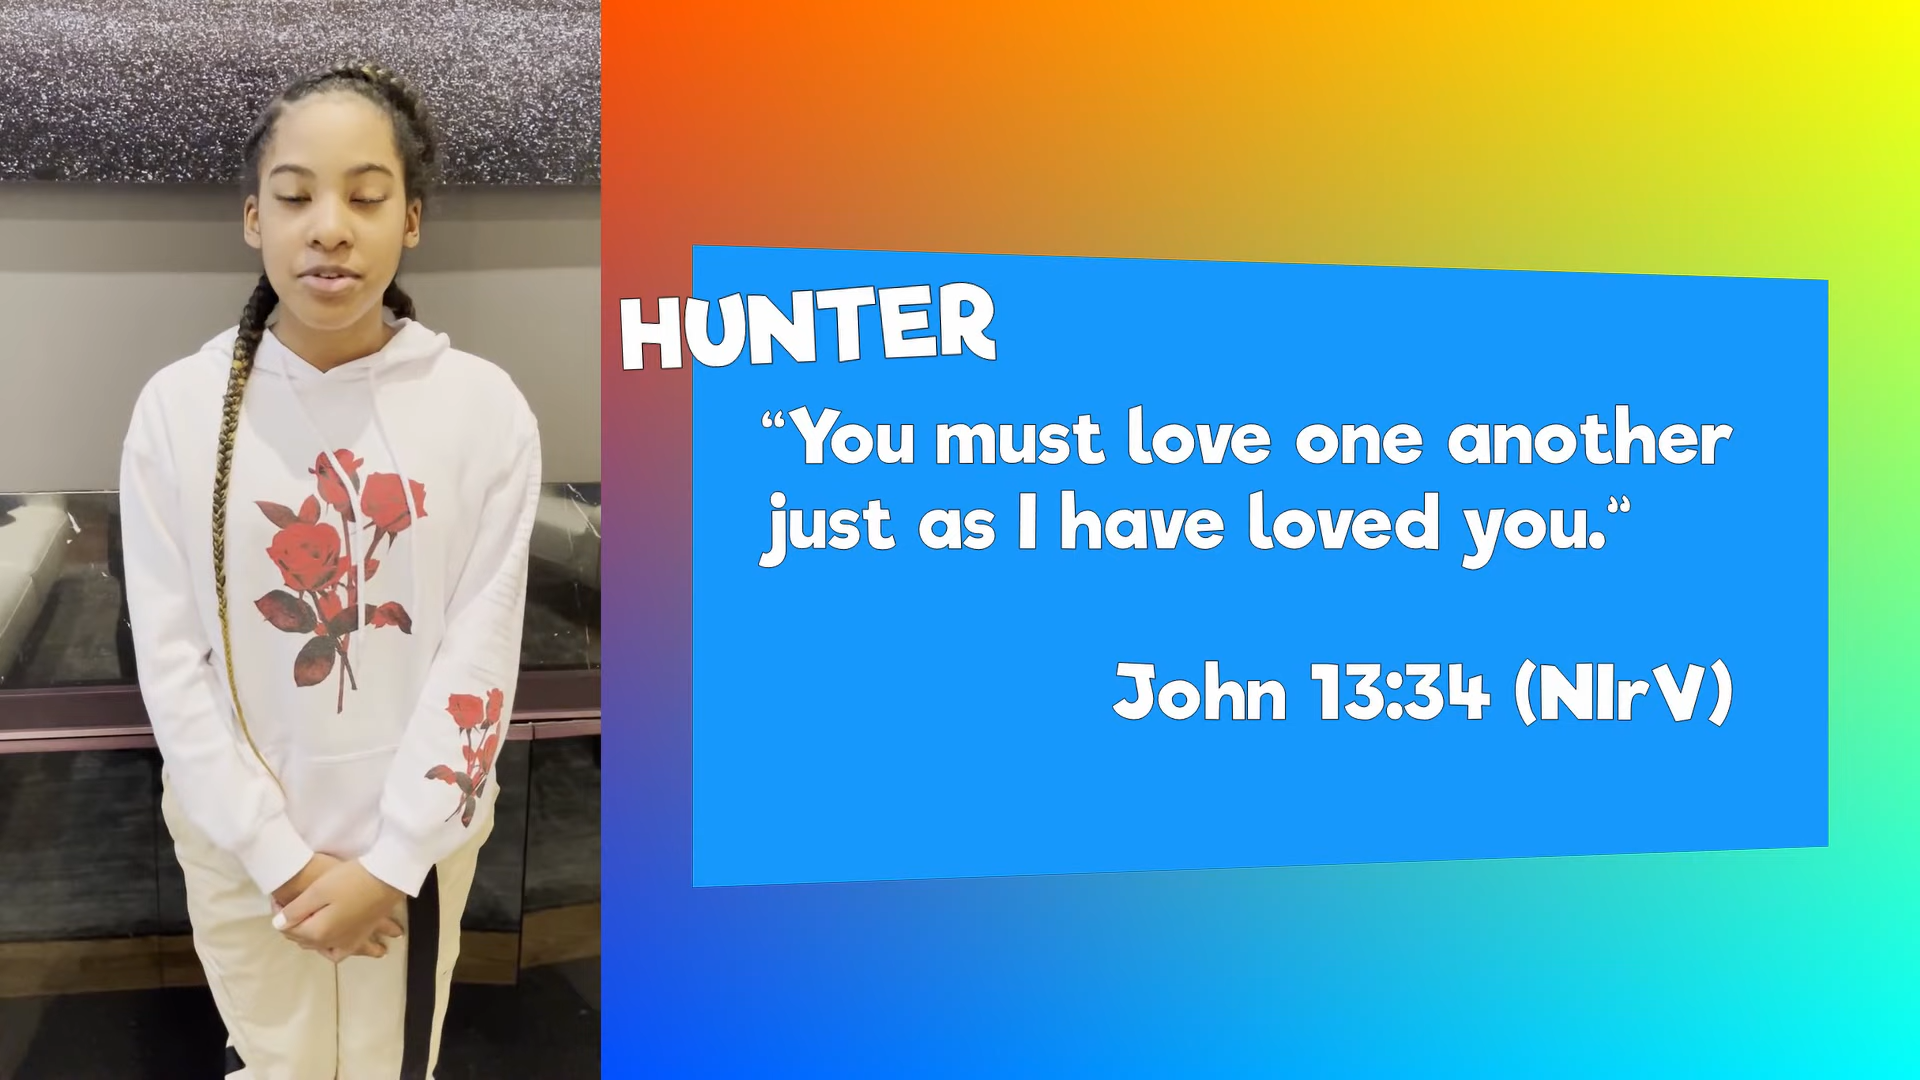 HUNTER
“You must love one another
just as I have loved you.“
John 13:34 (NIrV)